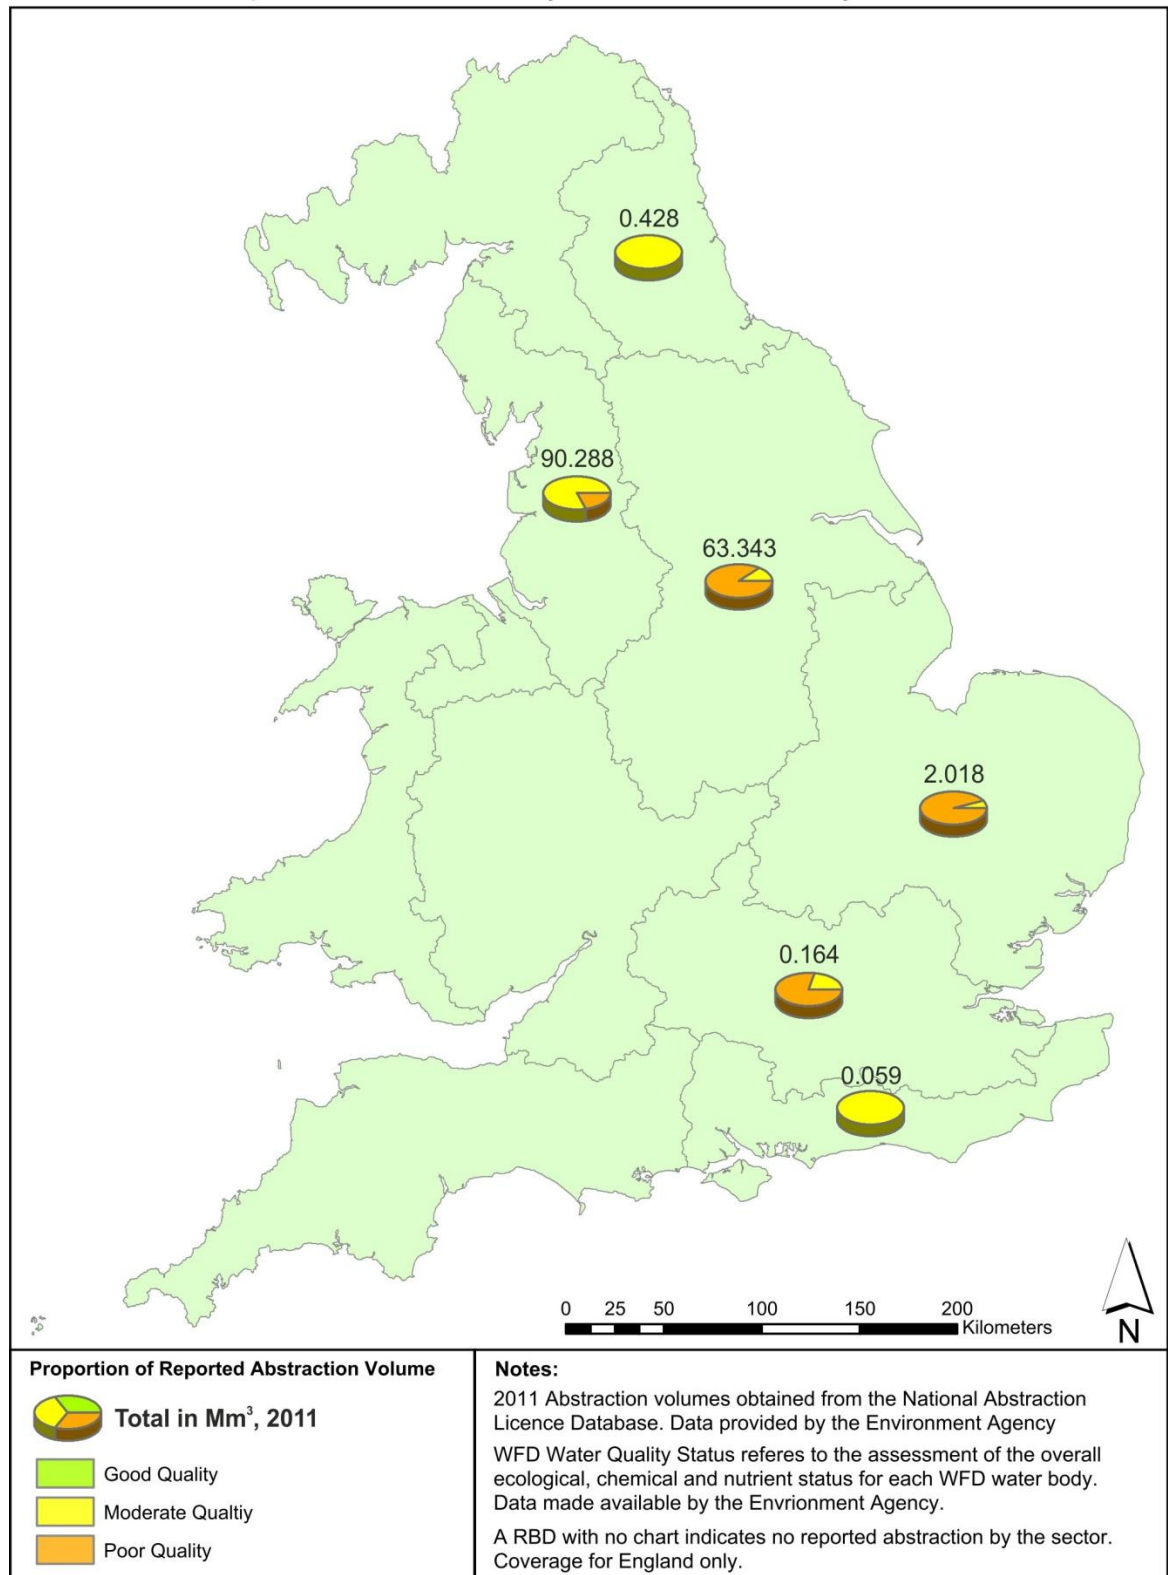 0.428
90.288
63.343
2.018
0.164
0.059
0 25 50 100 150 200
Kilometers
N
Proportion of Reported Abstraction Volume
Total in Mm³, 2011
Good Quality
Moderate Qualtiy
Poor Quality
Notes:
2011 Abstraction volumes obtained from the National Abstraction
Licence Database. Data provided by the Environment Agency
WFD Water Quality Status referes to the assessment of the overall
ecological, chemical and nutrient status for each WFD water body.
Data made available by the Envrionment Agency.
A RBD with no chart indicates no reported abstraction by the sector.
Coverage for England only.